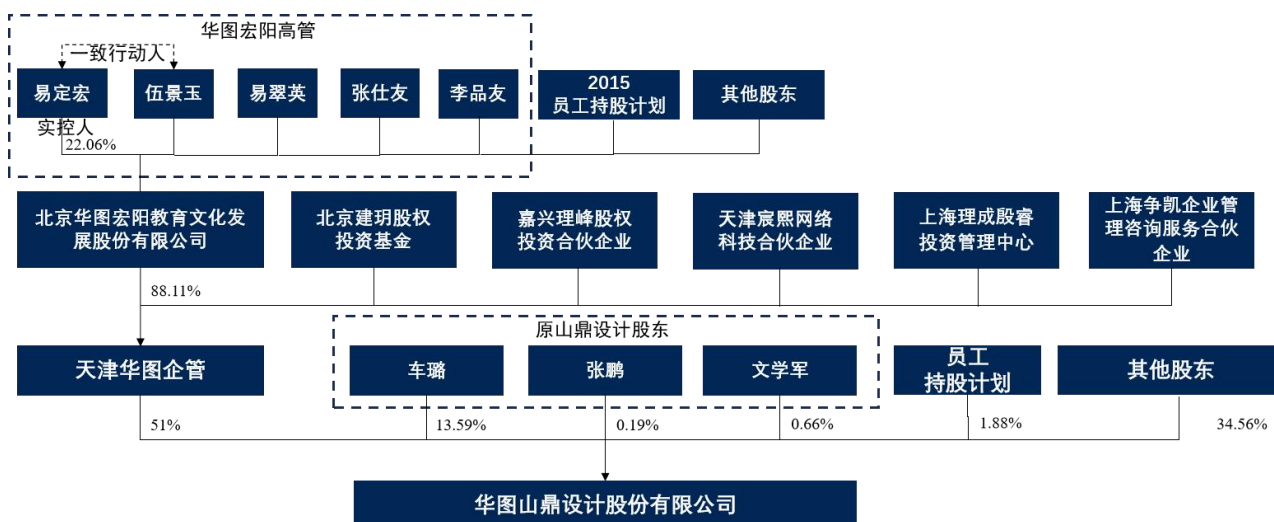 华图宏阳高管
一致行动人
易定宏
伍景玉
易翠英
张仕友
李品友
2015
员工持股计划
其他股东
实控人
22.06%
北京华图宏阳教育文化发
展股份有限公司
北京建玥股权
投资基金
嘉兴理峰股权
投资合伙企业
天津宸熙网络
科技合伙企业
上海理成殷睿
投资管理中心
上海争凯企业管
理咨询服务合伙
企业
88.11%
原山鼎设计股东
天津华图企管
车璐
张鹏
文学军
员工
持股计划
其他股东
51%
13.59%
0.19%
0.66%
1.88%
34.56%
华图山鼎设计股份有限公司